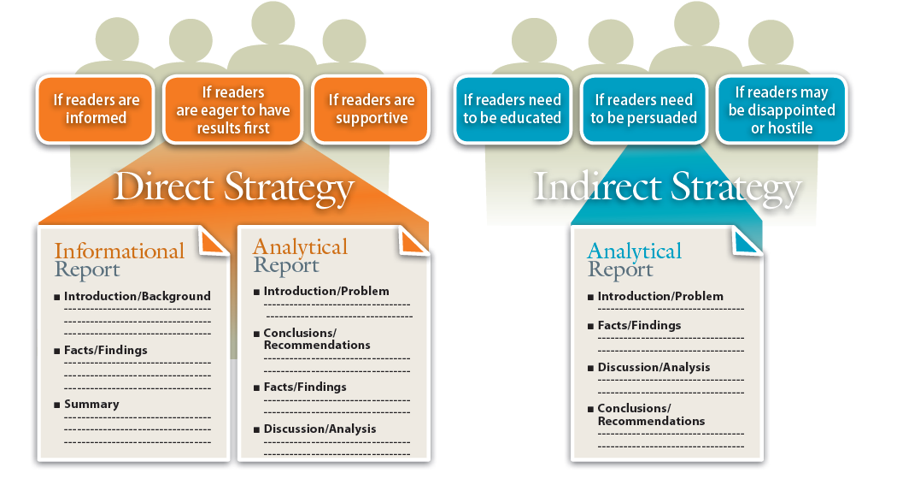 If readers are
informed
If readers
are eager to have
results first
If readers are
supportive
If readers need
to be educated
If readers need
to be persuaded
If readers may
be disappointed
or hostile
Direct Strategy
Indirect Strategy
Informational
Report
■ Introduction/Background
■ Facts/Findings
■ Summary
Analytical
Report
■ Introduction/Problem
■ Conclusions/
Recommendations
■ Facts/Findings
■ Discussion/Analysis
Analytical
Report
■ Introduction/Problem
■ Facts/Findings
■ Discussion/Analysis
■ Conclusions/
Recommendations